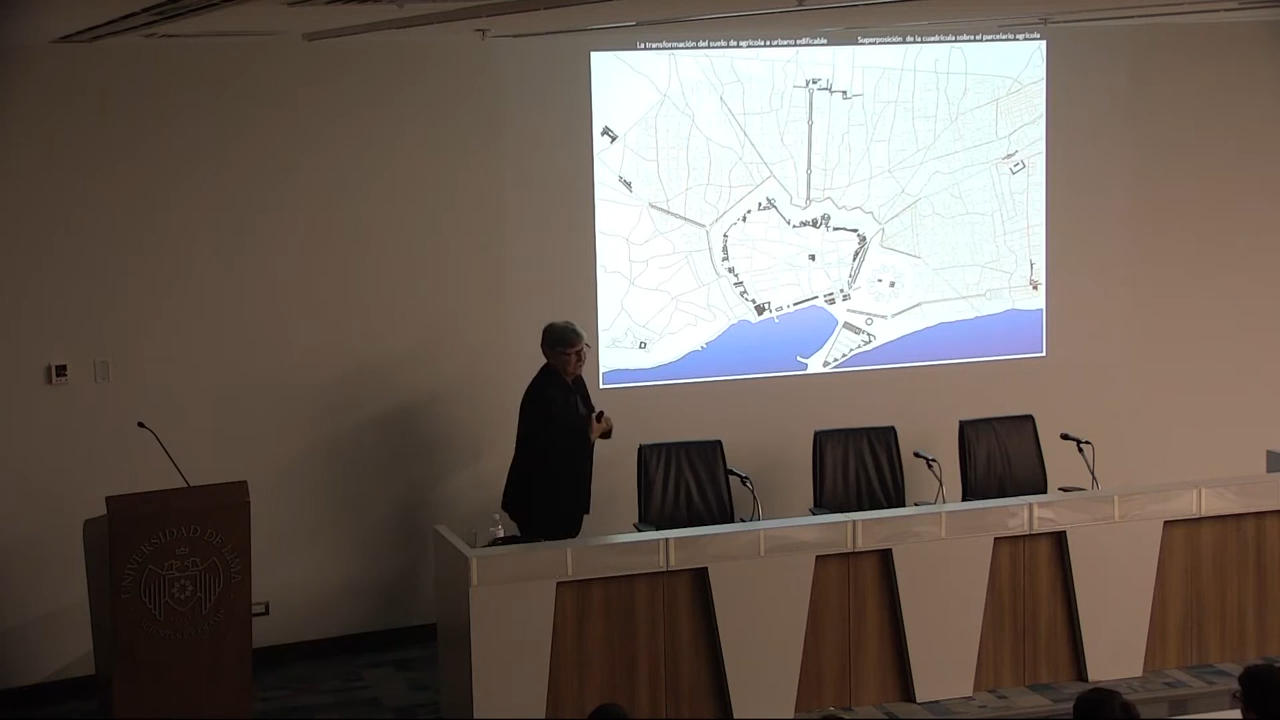 La transformación del suelo de agrícola a urbano edificable
Superposición de la cuadrícula sobre el parcelario agrícola
UNIVERSIDAD DE LIMA